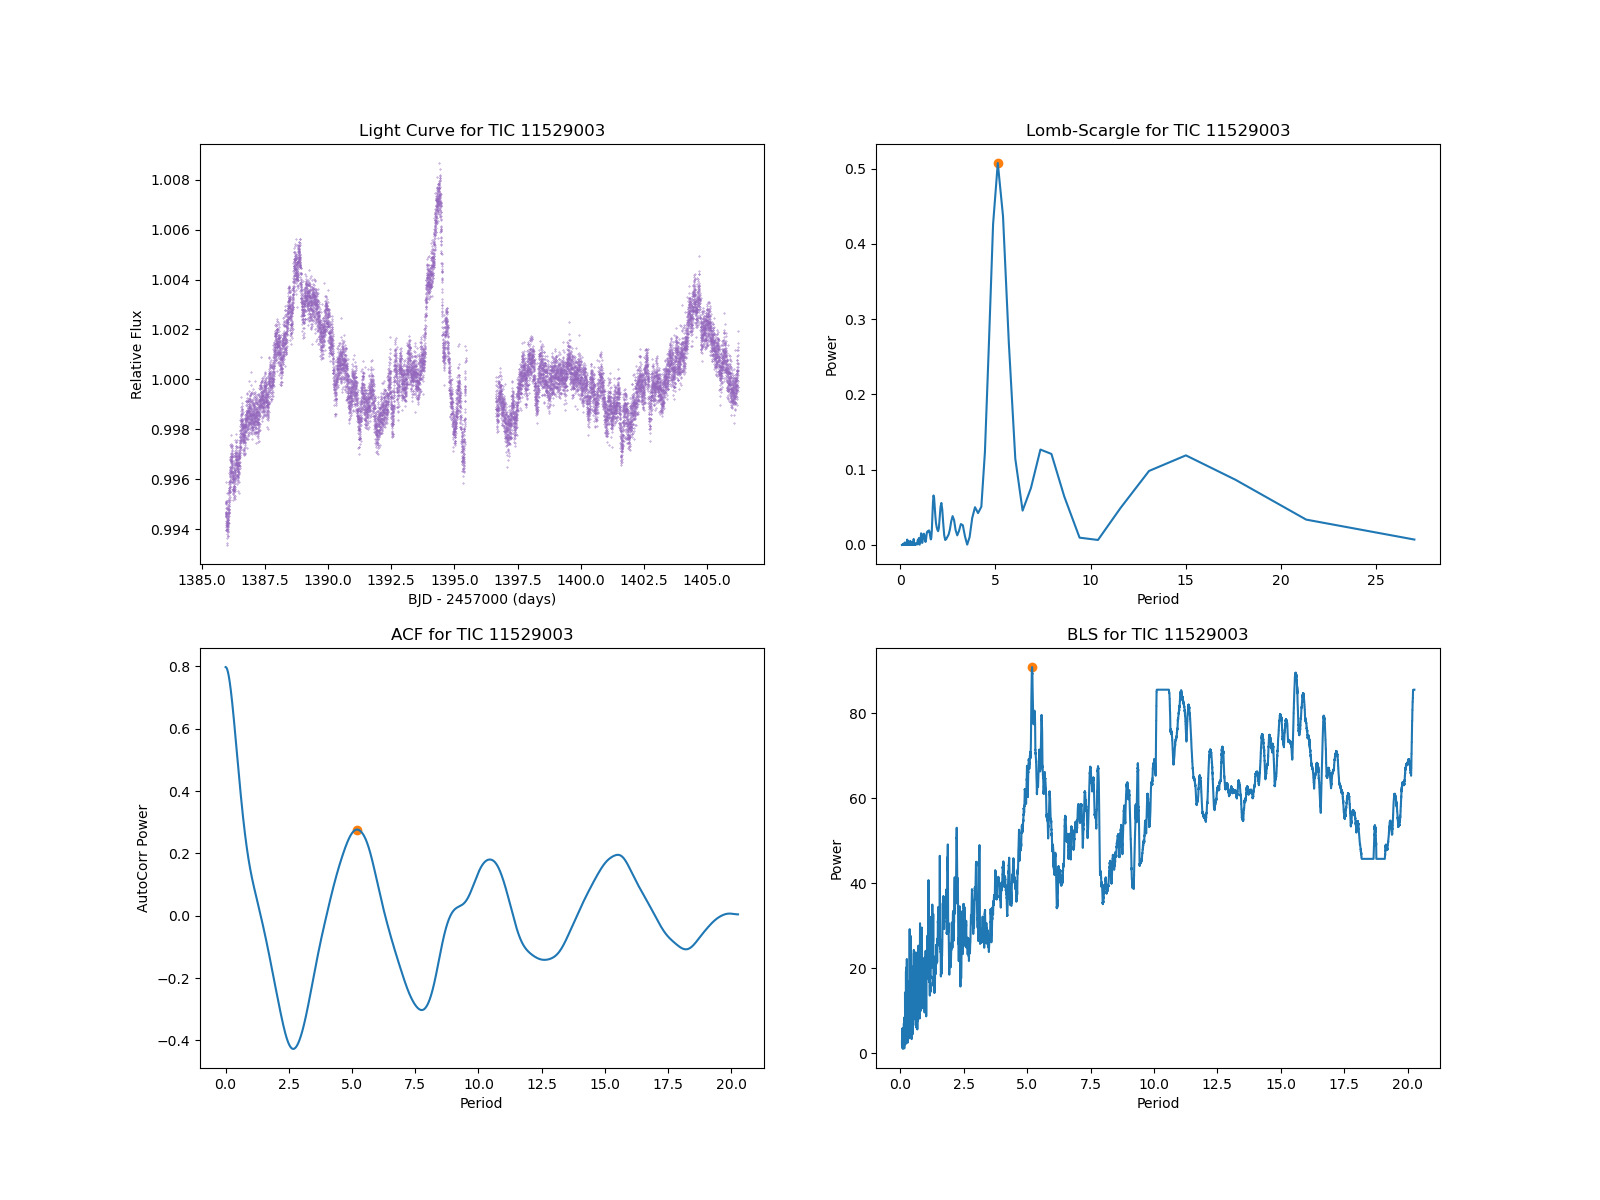 Light Curve for TIC 11529003
Relative Flux
1.008
1.006
1.004
1.002
1.000
0.998
0.996
0.994
1385.0 1387.5 1390.0 1392.5 1395.0 1397.5 1400.0 1402.5 1405.0
BJD - 2457000 (days)
Lomb-Scargle for TIC 11529003
Power
0.5
0.4
0.3
0.2
0.1
0.0
0 5 10 15 20 25
Period
ACF for TIC 11529003
AutoCorr Power
0.8
0.6
0.4
0.2
0.0
−0.2
−0.4
0.0 2.5 5.0 7.5 10.0 12.5 15.0 17.5 20.0
Period
BLS for TIC 11529003
Power
80
60
40
20
0
0.0 2.5 5.0 7.5 10.0 12.5 15.0 17.5 20.0
Period